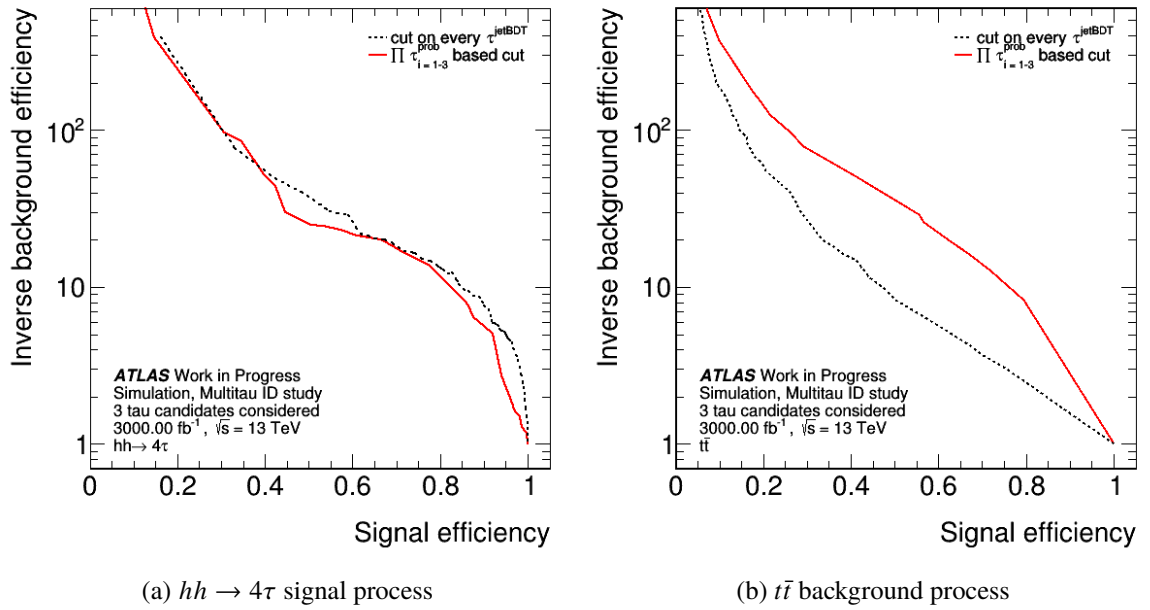 Inverse background efficiency
10²
10
1
cut on every τ^jetBDT
∏ τ^prob_i = 1-3 based cut
ATLAS Work in Progress
Simulation, Multitau ID study
3 tau candidates considered
3000.00 fb⁻¹ , √s = 13 TeV
hh→ 4τ
0 0.2 0.4 0.6 0.8 1
Signal efficiency
(a) hh → 4τ signal process
Inverse background efficiency
10²
10
1
cut on every τ^jetBDT
∏ τ^prob_i = 1-3 based cut
ATLAS Work in Progress
Simulation, Multitau ID study
3 tau candidates considered
3000.00 fb⁻¹ , √s = 13 TeV
tt̄
0 0.2 0.4 0.6 0.8 1
Signal efficiency
(b) tt̄ background process